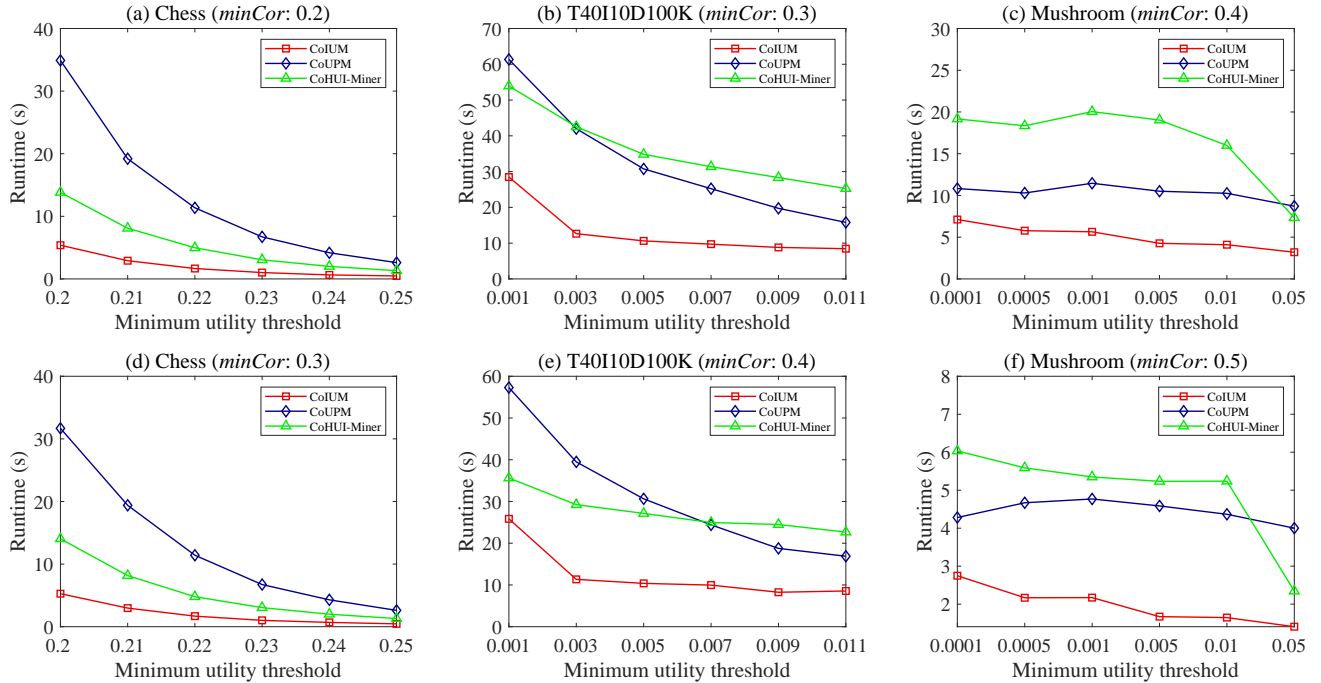 (a) Chess (minCor: 0.2)
40
30
20
10
0
Runtime (s)
CoIUM
CoUPM
CoHUI-Miner
0.2 0.21 0.22 0.23 0.24 0.25
Minimum utility threshold
(b) T40I10D100K (minCor: 0.3)
70
60
50
40
30
20
10
0
Runtime (s)
CoIUM
CoUPM
CoHUI-Miner
0.001 0.003 0.005 0.007 0.009 0.011
Minimum utility threshold
(c) Mushroom (minCor: 0.4)
30
25
20
15
10
5
0
Runtime (s)
CoIUM
CoUPM
CoHUI-Miner
0.0001 0.0005 0.001 0.005 0.01 0.05
Minimum utility threshold
(d) Chess (minCor: 0.3)
40
30
20
10
0
Runtime (s)
CoIUM
CoUPM
CoHUI-Miner
0.2 0.21 0.22 0.23 0.24 0.25
Minimum utility threshold
(e) T40I10D100K (minCor: 0.4)
60
50
40
30
20
10
0
Runtime (s)
CoIUM
CoUPM
CoHUI-Miner
0.001 0.003 0.005 0.007 0.009 0.011
Minimum utility threshold
(f) Mushroom (minCor: 0.5)
8
7
6
5
4
3
2
Runtime (s)
CoIUM
CoUPM
CoHUI-Miner
0.0001 0.0005 0.001 0.005 0.01 0.05
Minimum utility threshold